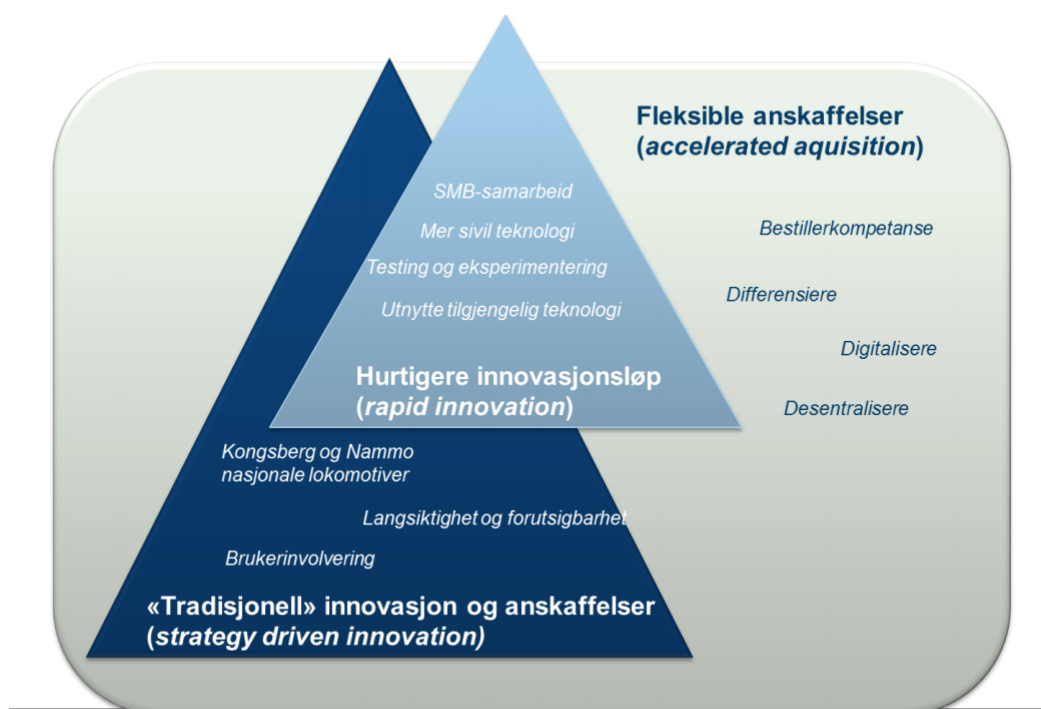 Fleksible anskaffelser
(accelerated aquisition)
SMB-samarbeid
Mer sivil teknologi
Testing og eksperimentering
Utnytte tilgjengelig teknologi
Hurtigere innovasjonsløp
(rapid innovation)
Bestillerkompetanse
Differensiere
Digitalisere
Desentralisere
Kongsberg og Nammo
nasjonale lokomotiver
Langsiktighet og forutsigbarhet
Brukerinvolvering
«Tradisjonell» innovasjon og anskaffelser
(strategy driven innovation)